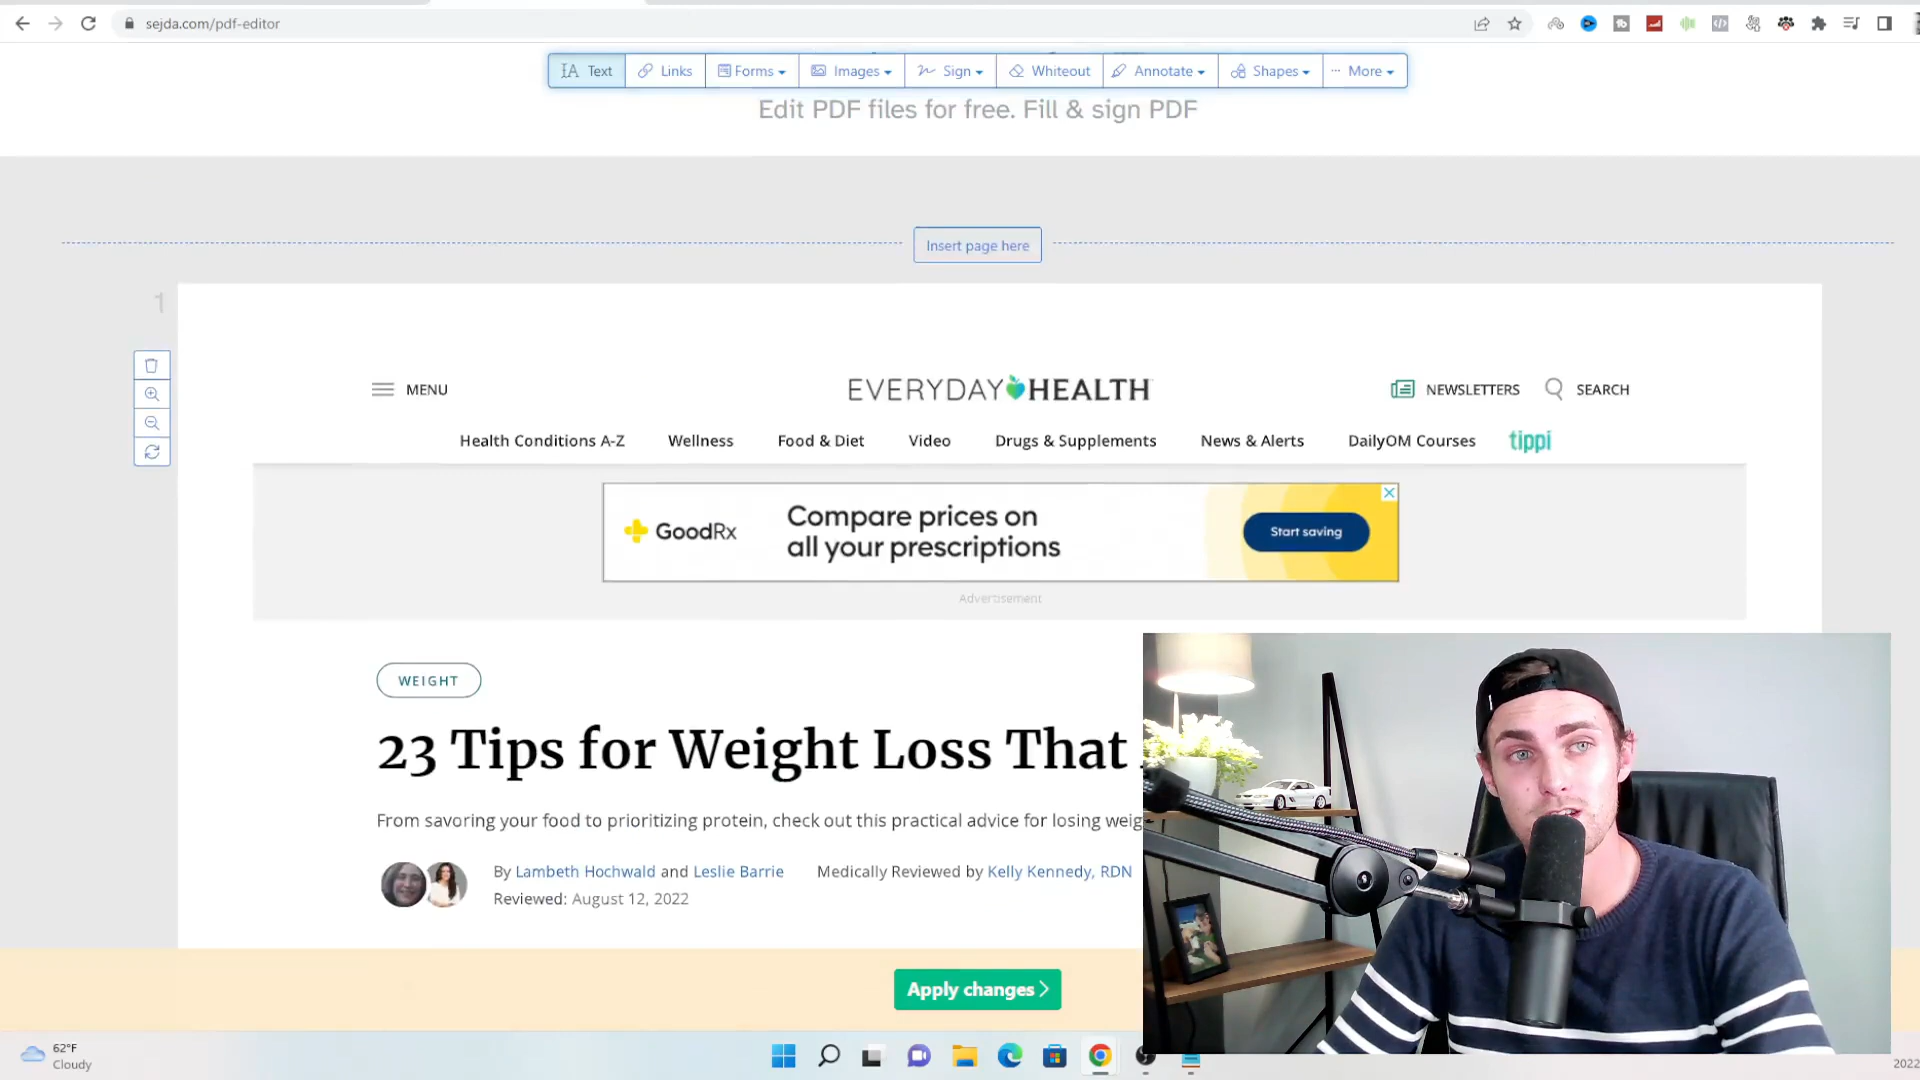 sejda.com/pdf-editor
Text Links Forms Images Sign Whiteout Annotate Shapes More
Edit PDF files for free. Fill & sign PDF
Insert page here
1
MENU EVERYDAY HEALTH NEWSLETTERS SEARCH
Health Conditions A-Z Wellness Food & Diet Video Drugs & Supplements News & Alerts DailyOM Courses tippi
GoodRx Compare prices on all your prescriptions Start saving
Advertisement
WEIGHT
23 Tips for Weight Loss That
From savoring your food to prioritizing protein, check out this practical advice for losing weig
By Lambeth Hochwald and Leslie Barrie Medically Reviewed by Kelly Kennedy, RDN
Reviewed: August 12, 2022
Apply changes
62°F
Cloudy
2022